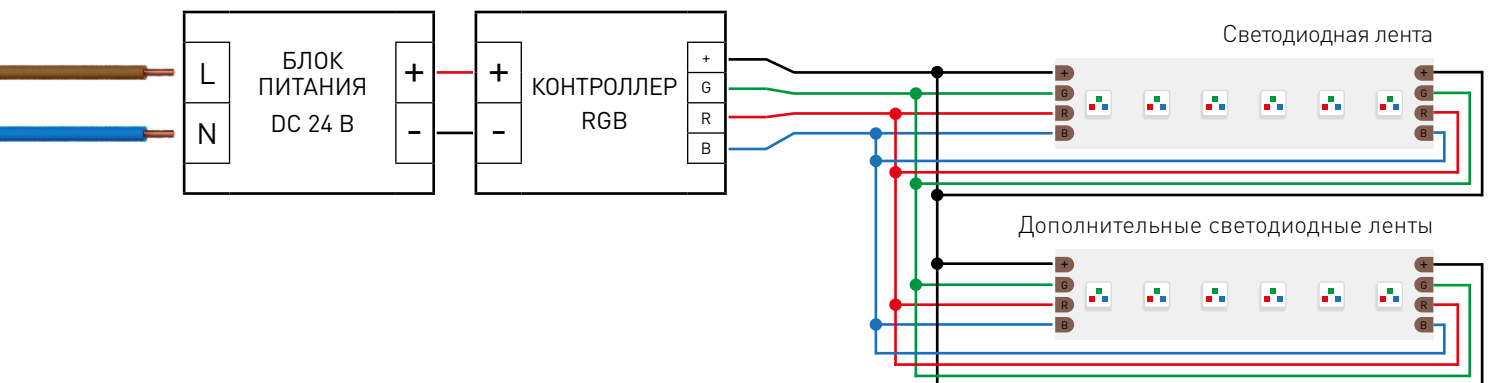 L
N
БЛОК
ПИТАНИЯ
DC 24 В
+
-
+
-
КОНТРОЛЛЕР
RGB
+
G
R
B
Светодиодная лента
+
G
R
B
+
G
R
B
Дополнительные светодиодные ленты
+
G
R
B
+
G
R
B